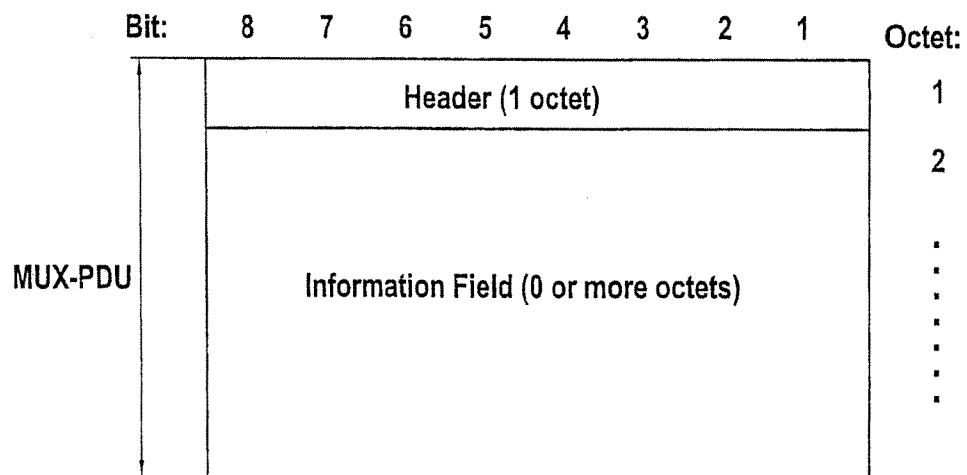 Bit: 8 7 6 5 4 3 2 1 Octet:
Header (1 octet) 1
2
MUX-PDU Information Field (0 or more octets)